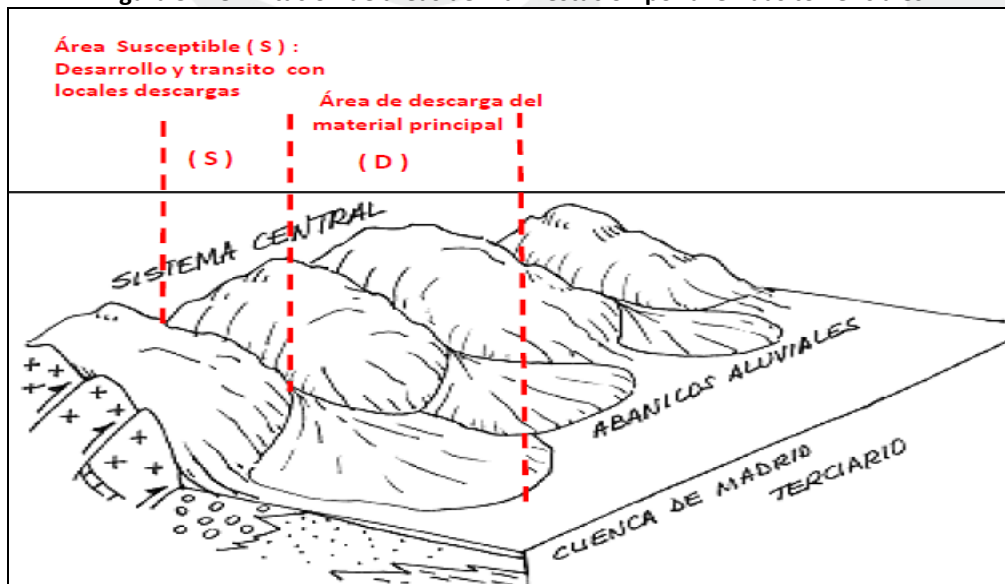 Área Susceptible ( S ) :
Desarrollo y transito con
locales descargas
Área de descarga del
material principal
( S )
( D )
SISTEMA CENTRAL
ABANICOS ALUVIALES
CUENCA DE MADRID
TERCIARIO